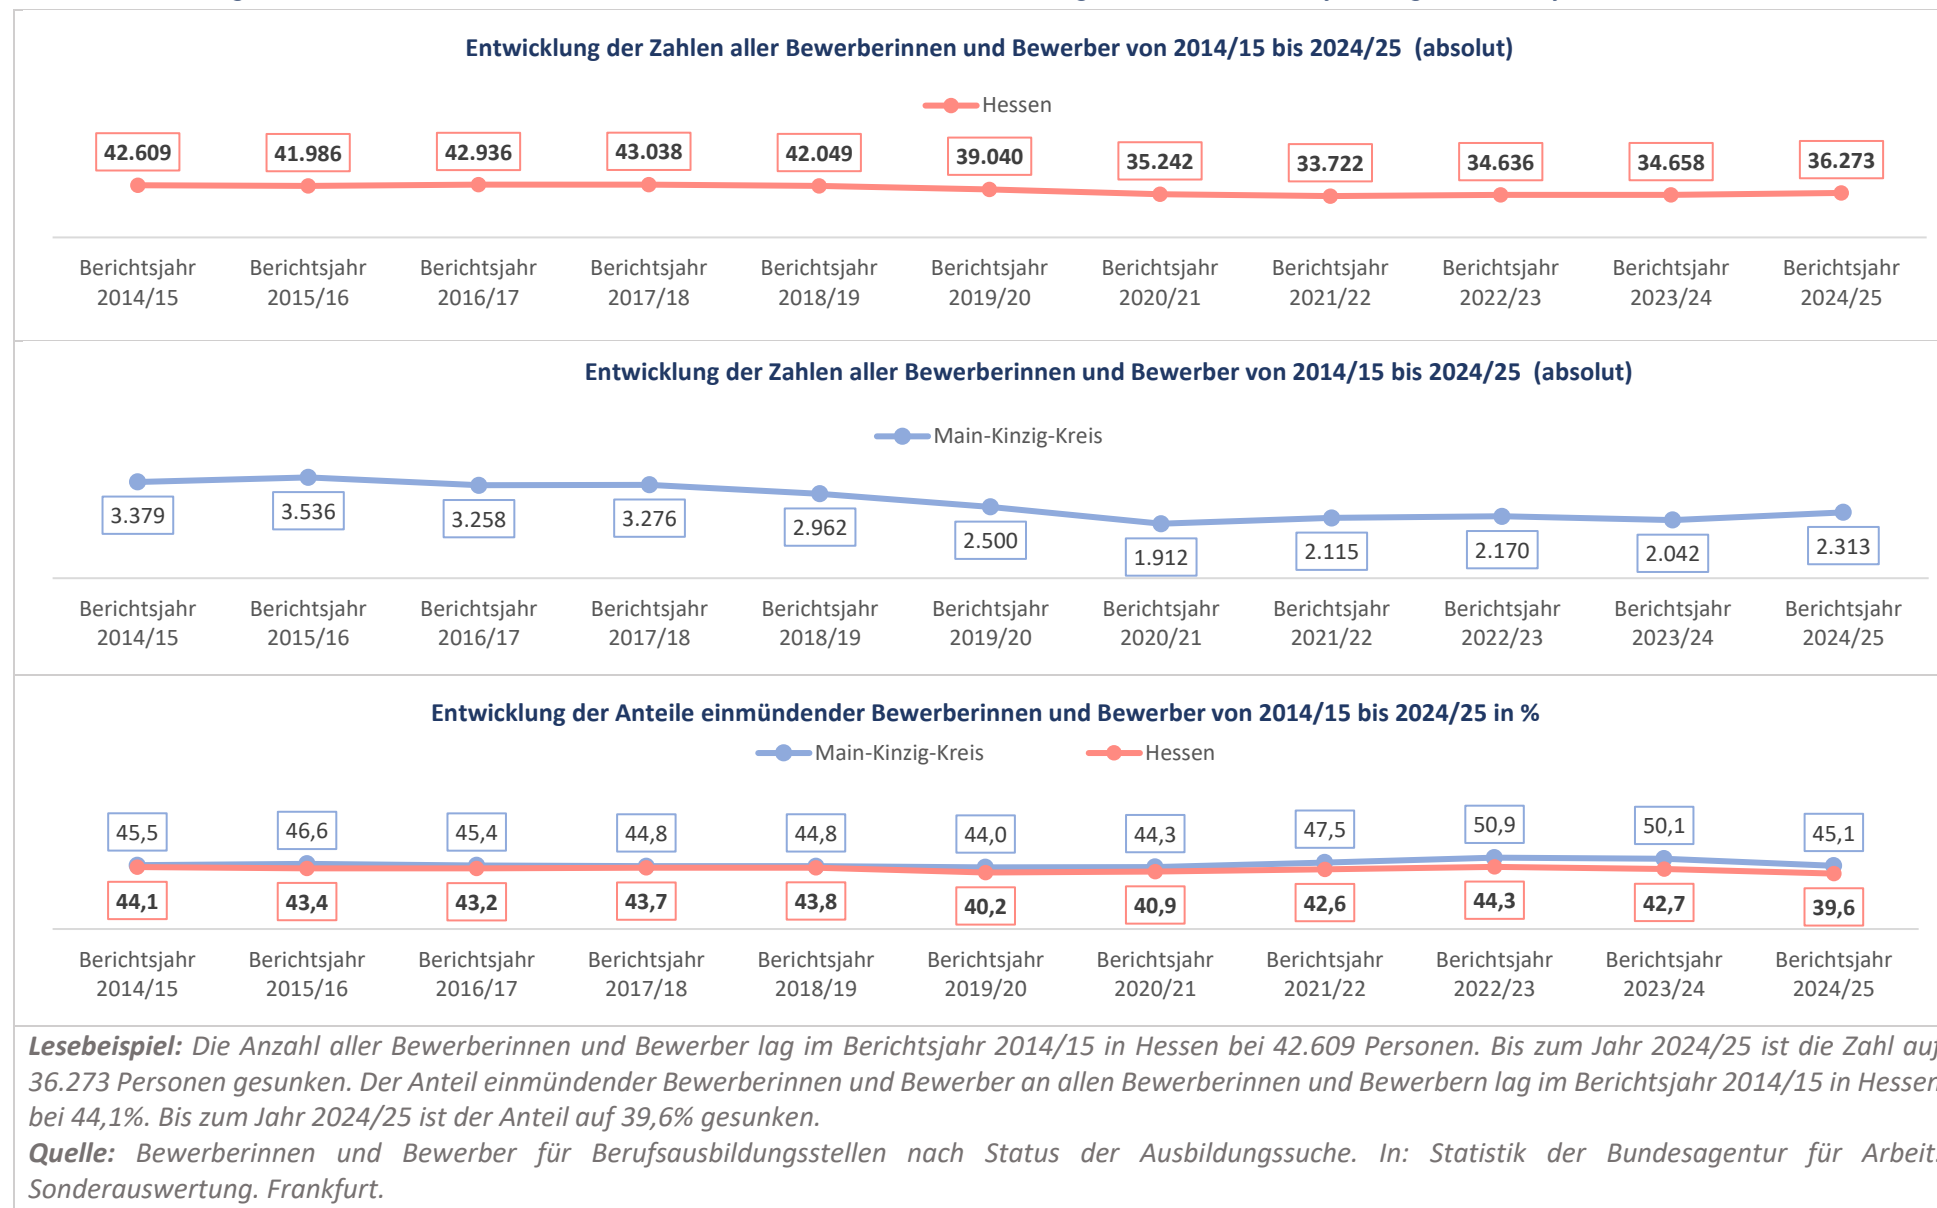 Entwicklung der Zahlen aller Bewerberinnen und Bewerber von 2014/15 bis 2024/25 (absolut)
Hessen
42.609 41.986 42.936 43.038 42.049 39.040 35.242 33.722 34.636 34.658 36.273
Berichtsjahr Berichtsjahr Berichtsjahr Berichtsjahr Berichtsjahr Berichtsjahr Berichtsjahr Berichtsjahr Berichtsjahr Berichtsjahr Berichtsjahr
2014/15 2015/16 2016/17 2017/18 2018/19 2019/20 2020/21 2021/22 2022/23 2023/24 2024/25
Entwicklung der Zahlen aller Bewerberinnen und Bewerber von 2014/15 bis 2024/25 (absolut)
Main-Kinzig-Kreis
3.379 3.536 3.258 3.276 2.962 2.500 1.912 2.115 2.170 2.042 2.313
Berichtsjahr Berichtsjahr Berichtsjahr Berichtsjahr Berichtsjahr Berichtsjahr Berichtsjahr Berichtsjahr Berichtsjahr Berichtsjahr Berichtsjahr
2014/15 2015/16 2016/17 2017/18 2018/19 2019/20 2020/21 2021/22 2022/23 2023/24 2024/25
Entwicklung der Anteile einmündender Bewerberinnen und Bewerber von 2014/15 bis 2024/25 in %
Main-Kinzig-Kreis Hessen
45,5 46,6 45,4 44,8 44,8 44,0 44,3 47,5 50,9 50,1 45,1
44,1 43,4 43,2 43,7 43,8 40,2 40,9 42,6 44,3 42,7 39,6
Berichtsjahr Berichtsjahr Berichtsjahr Berichtsjahr Berichtsjahr Berichtsjahr Berichtsjahr Berichtsjahr Berichtsjahr Berichtsjahr Berichtsjahr
2014/15 2015/16 2016/17 2017/18 2018/19 2019/20 2020/21 2021/22 2022/23 2023/24 2024/25
Lesebeispiel: Die Anzahl aller Bewerberinnen und Bewerber lag im Berichtsjahr 2014/15 in Hessen bei 42.609 Personen. Bis zum Jahr 2024/25 ist die Zahl auf
36.273 Personen gesunken. Der Anteil einmündender Bewerberinnen und Bewerber an allen Bewerberinnen und Bewerbern lag im Berichtsjahr 2014/15 in Hessen
bei 44,1%. Bis zum Jahr 2024/25 ist der Anteil auf 39,6% gesunken.
Quelle: Bewerberinnen und Bewerber für Berufsausbildungsstellen nach Status der Ausbildungssuche. In: Statistik der Bundesagentur für Arbeit.
Sonderauswertung. Frankfurt.